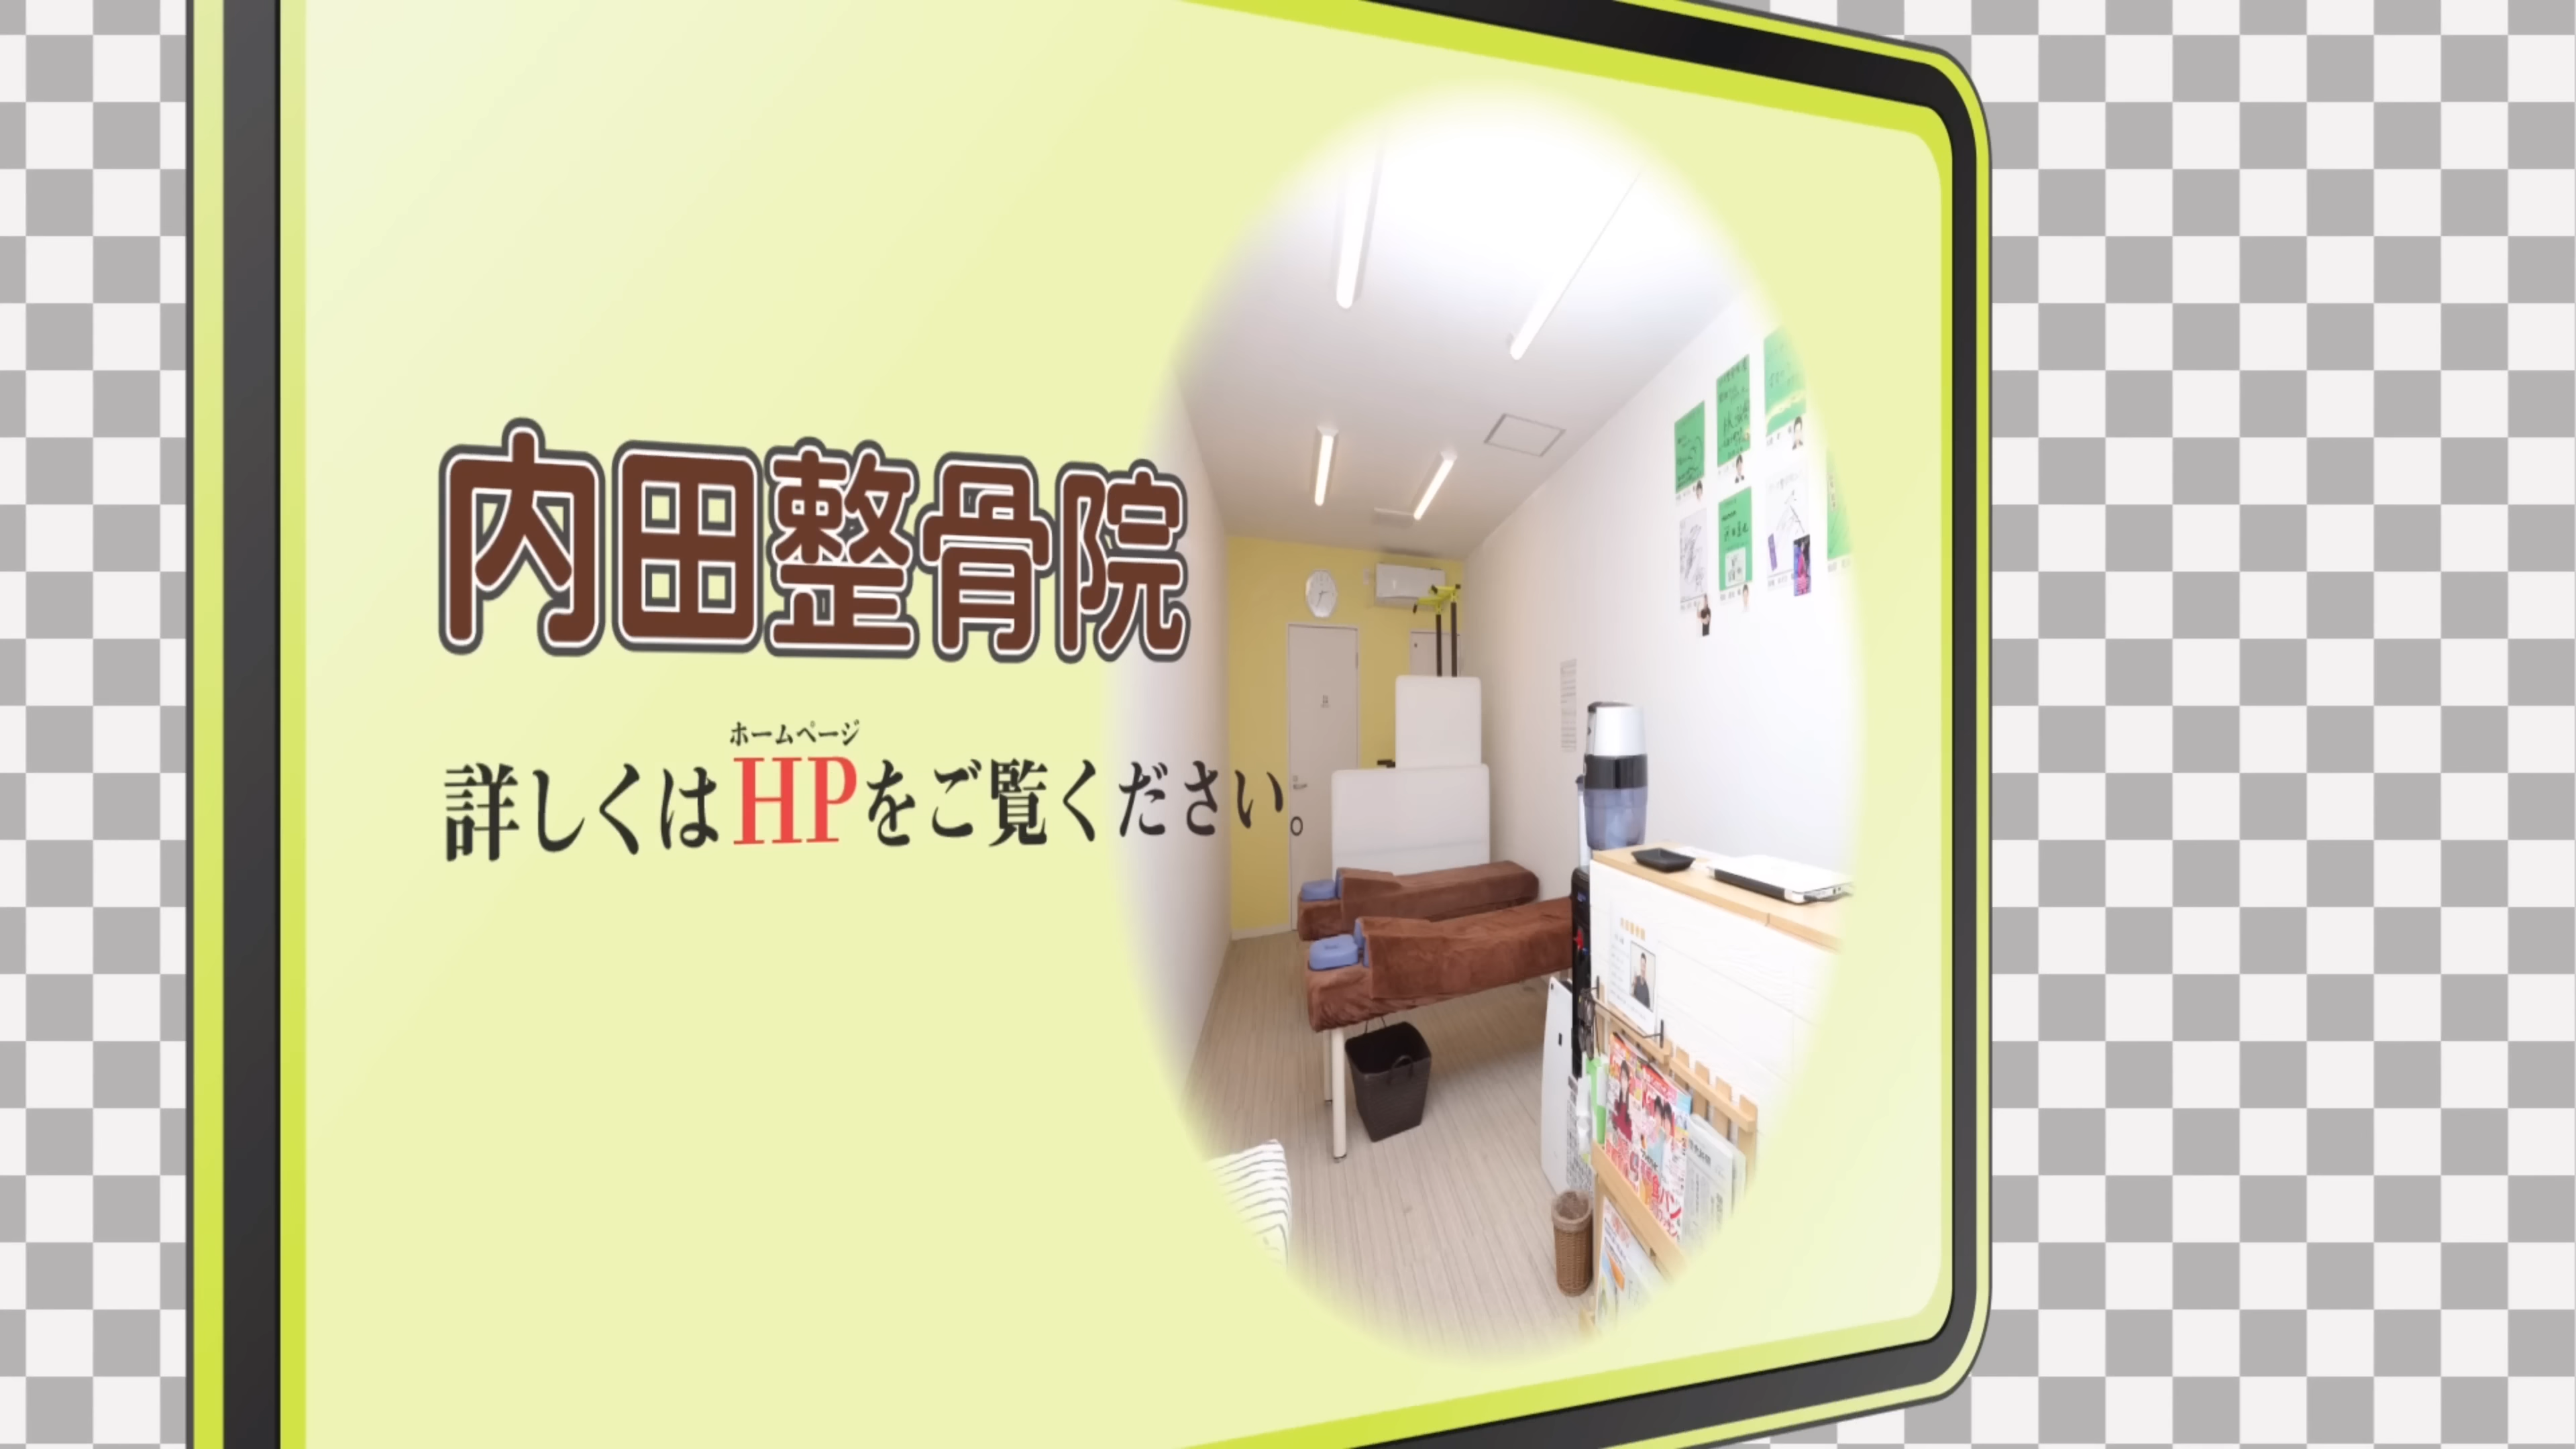 内田整骨院
ホームページ
詳しくはHPをご覧ください。